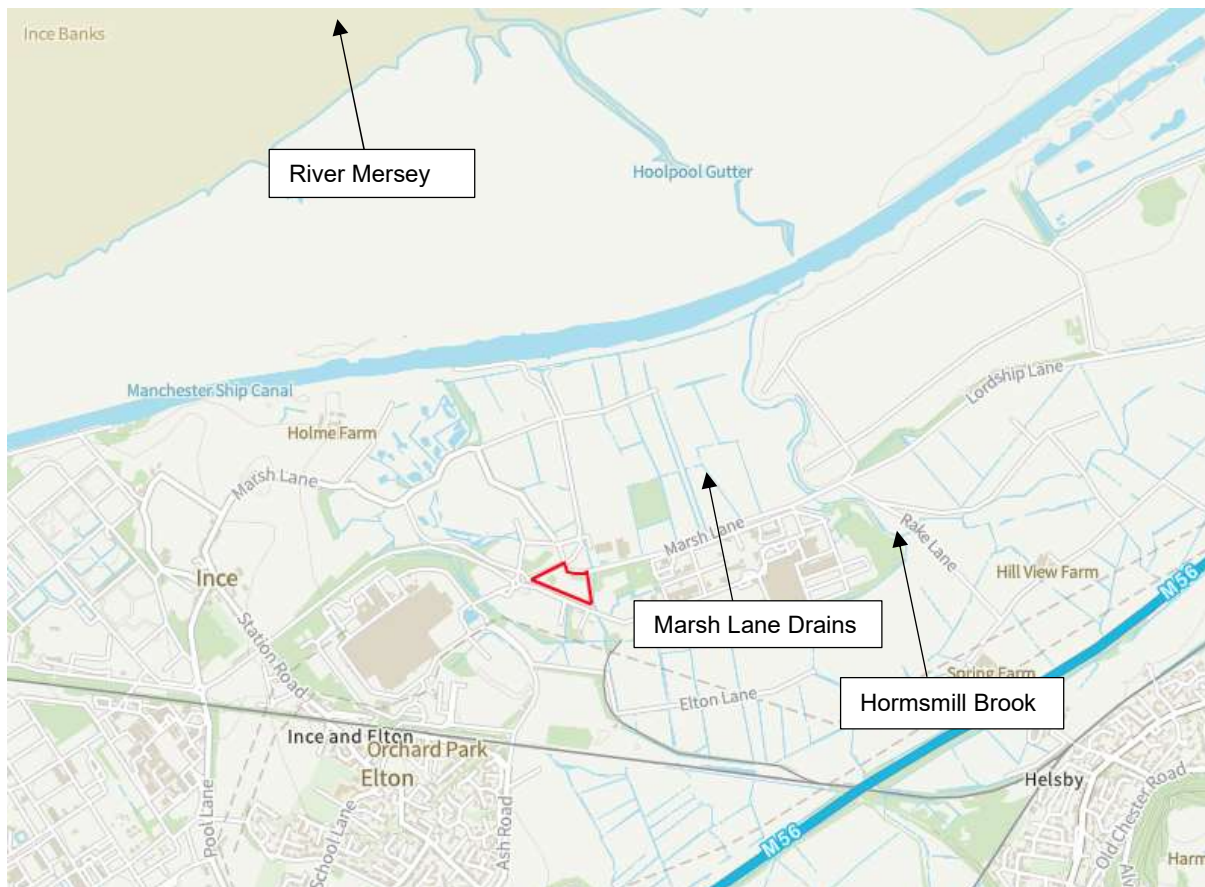 Ince Banks
River Mersey
Hoolpool Gutter
Manchester Ship Canal
Lordship Lane
Holme Farm
Marsh Lane
Marsh Lane
Rake Lane
Ince
Hill View Farm
M56
Station Road
Marsh Lane Drains
Spring Farm
Elton Lane
Hormsmill Brook
Ince and Elton
Orchard Park
Elton
Helsby
Pool Lane
School Lane
Ash Road
M56
Old Chester Road